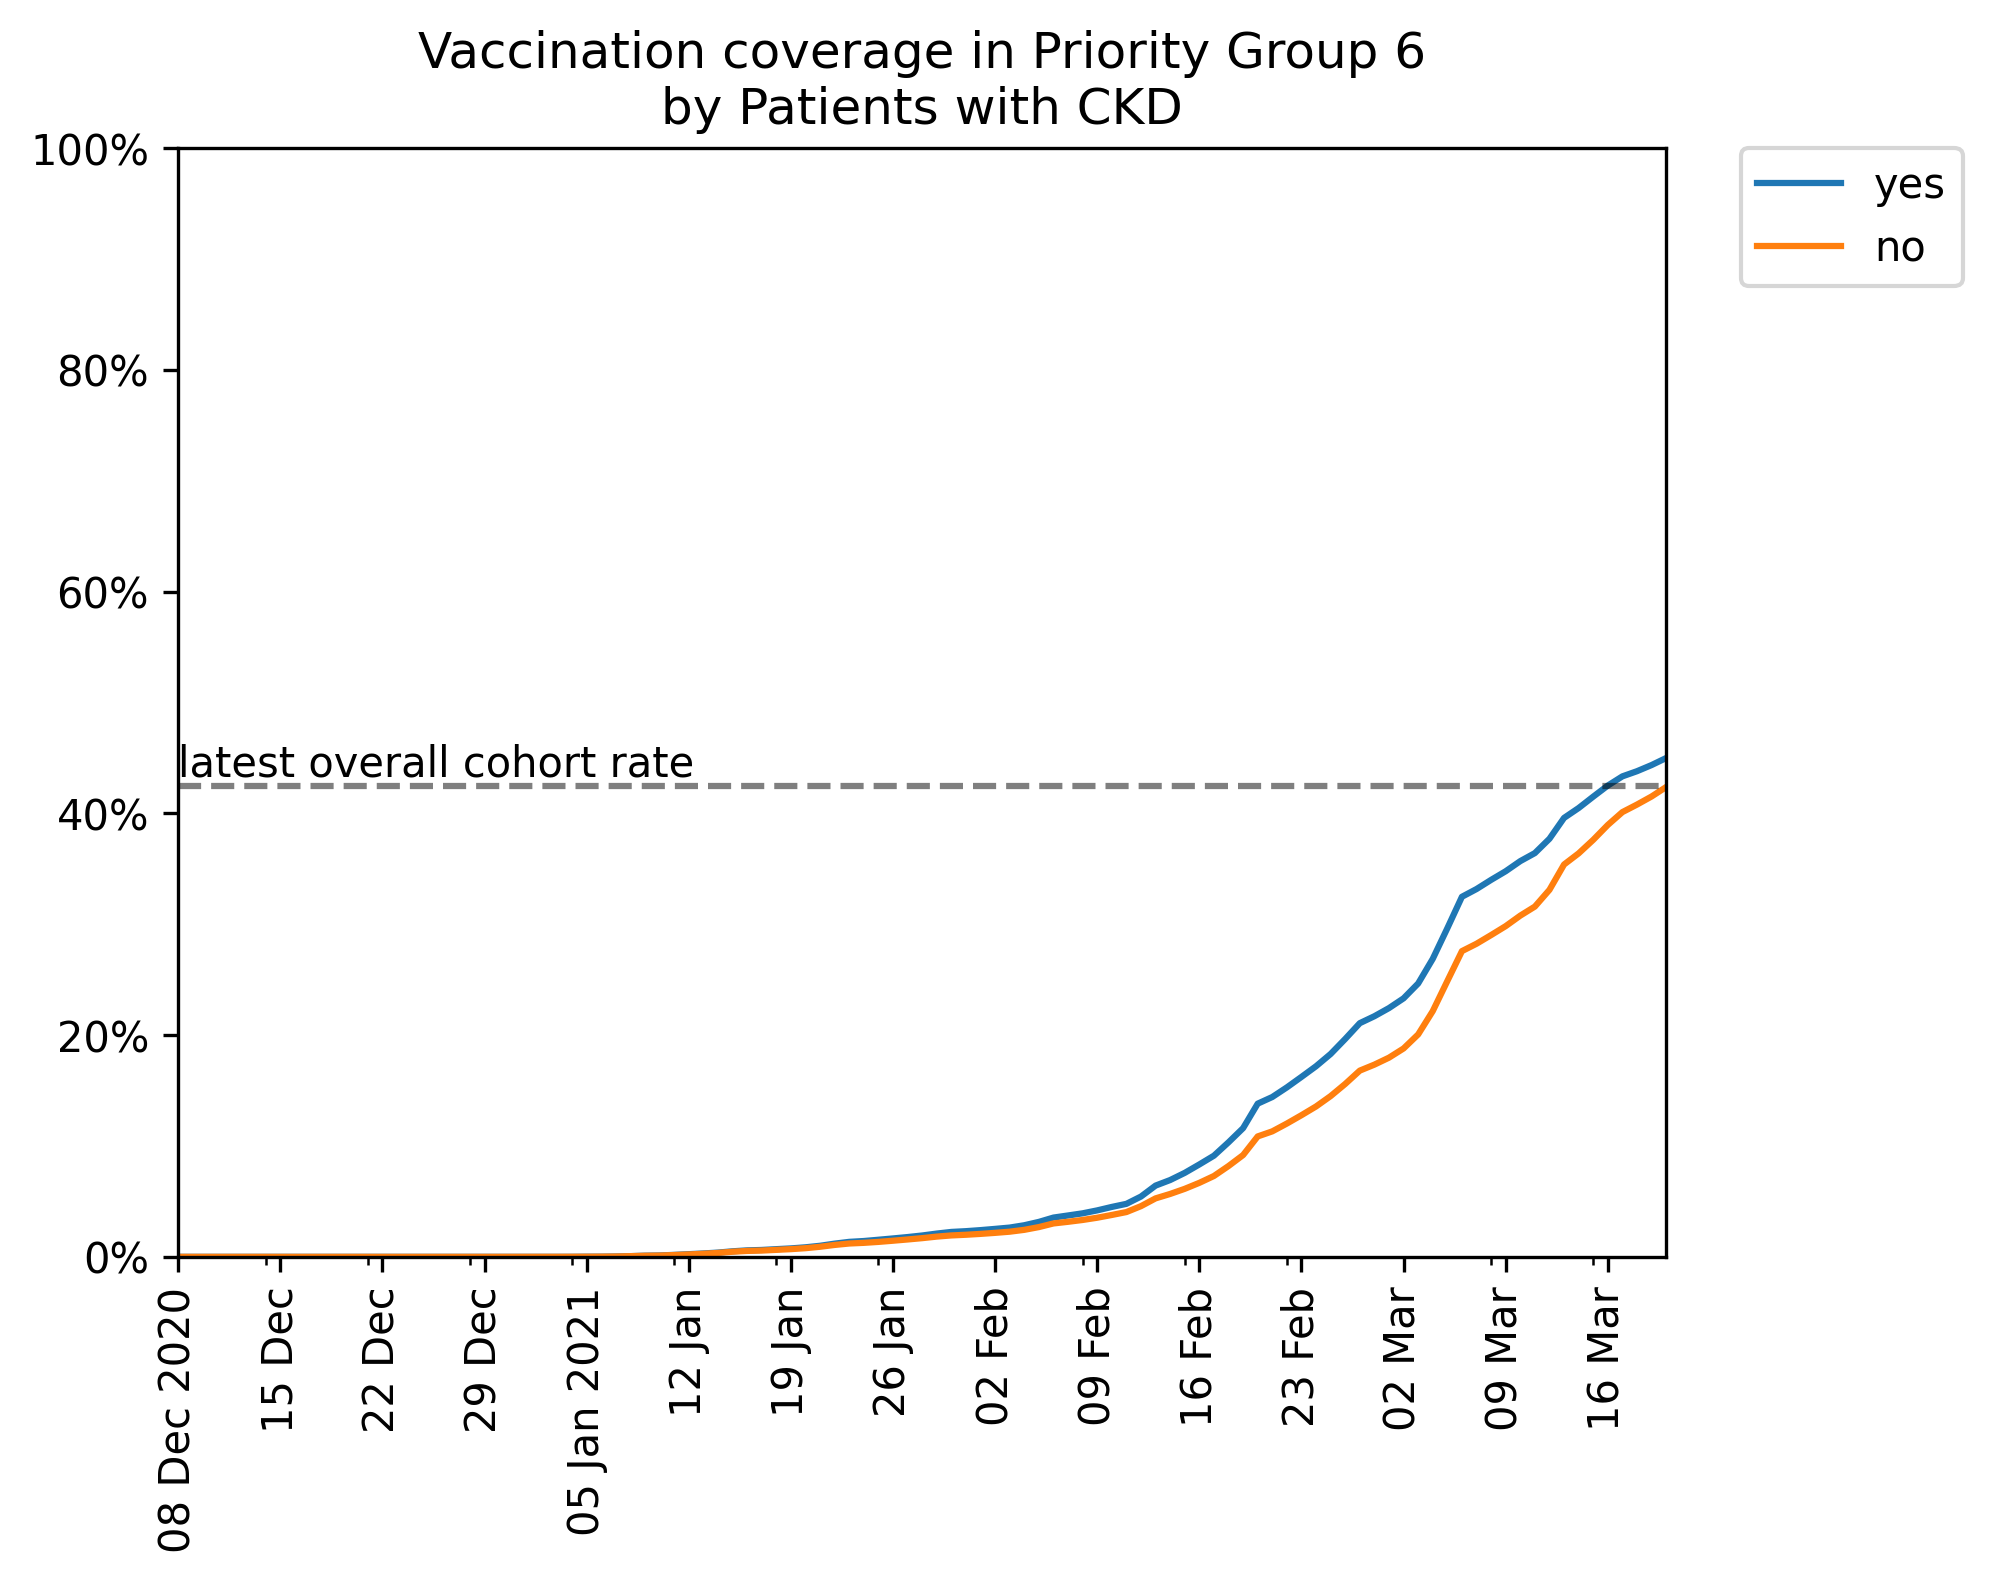 Vaccination coverage in Priority Group 6
by Patients with CKD
100%
80%
60%
40%
20%
0%
latest overall cohort rate
yes
no
08 Dec 2020
15 Dec
22 Dec
29 Dec
05 Jan 2021
12 Jan
19 Jan
26 Jan
02 Feb
09 Feb
16 Feb
23 Feb
02 Mar
09 Mar
16 Mar